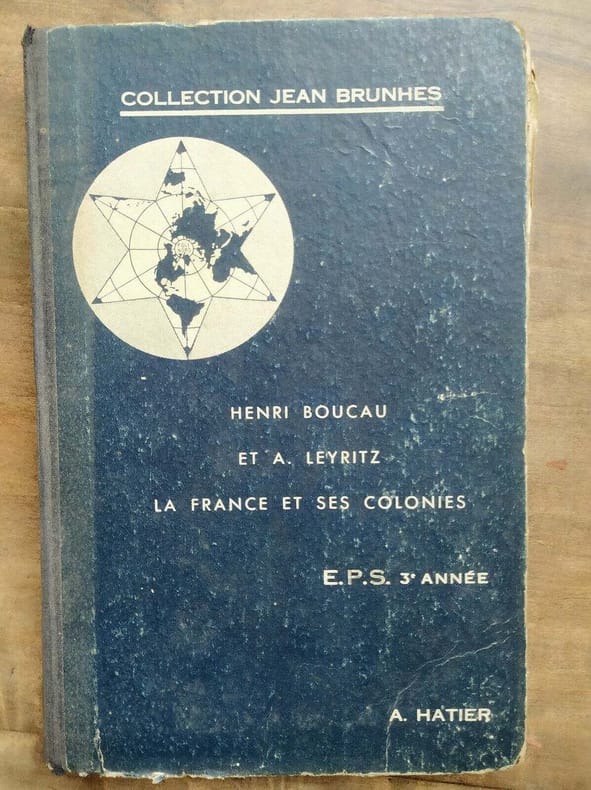 COLLECTION JEAN BRUNHES
HENRI BOUCAU
ET A. LEYRITZ
LA FRANCE ET SES COLONIES
E.P.S. 3e ANNÉE
A. HATIER